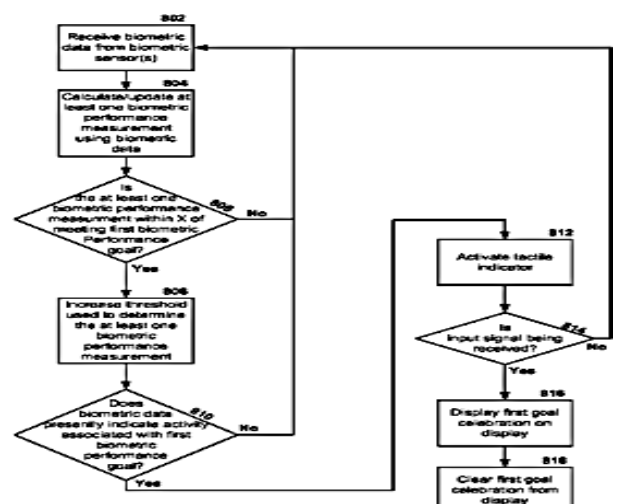 802
Receive biometric
data from biometric
sensor(s)
804
Calculate/update at
least one biometric
performance
measurement
using biometric
data
Is
the at least one
biometric performance
measurment within X of
meeting first biometric
Performance
goal?
No
Yes
Increase threshold
used to determine
the at least one
biometric
performance
measurement
Does
biometric data
presently indicate activity
associated with first
biometric
performance
goal?
810
No
Yes
812
Activate tactile
indicator
Is
input signal being
received?
814
No
Yes
816
Display first goal
celebration on
display
Clear first goal
celebration from
display